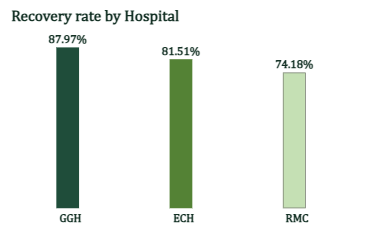 Recovery rate by Hospital
87.97%
81.51%
74.18%
GGH
ECH
RMC